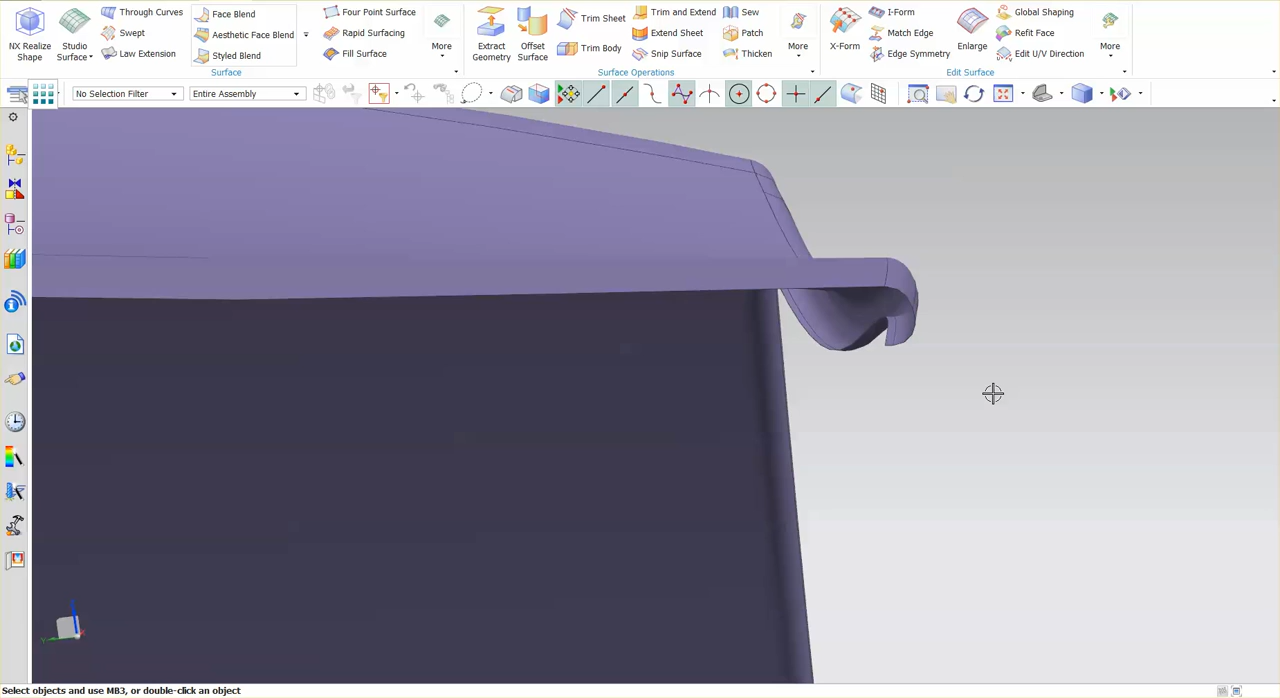 Through Curves
Face Blend
Four Point Surface
Trim Sheet
Trim and Extend
Sew
I-Form
Global Shaping
Swept
Aesthetic Face Blend
Rapid Surfacing
Extend Sheet
Patch
Match Edge
Refit Face
NX Realize
Shape
Studio
Surface
Law Extension
Styled Blend
Fill Surface
More
Extract
Geometry
Offset
Surface
Trim Body
Snip Surface
Thicken
More
X-Form
Edge Symmetry
Enlarge
Edit U/V Direction
More
Surface
Surface Operations
Edit Surface
No Selection Filter
Entire Assembly
Select objects and use MB3, or double-click an object